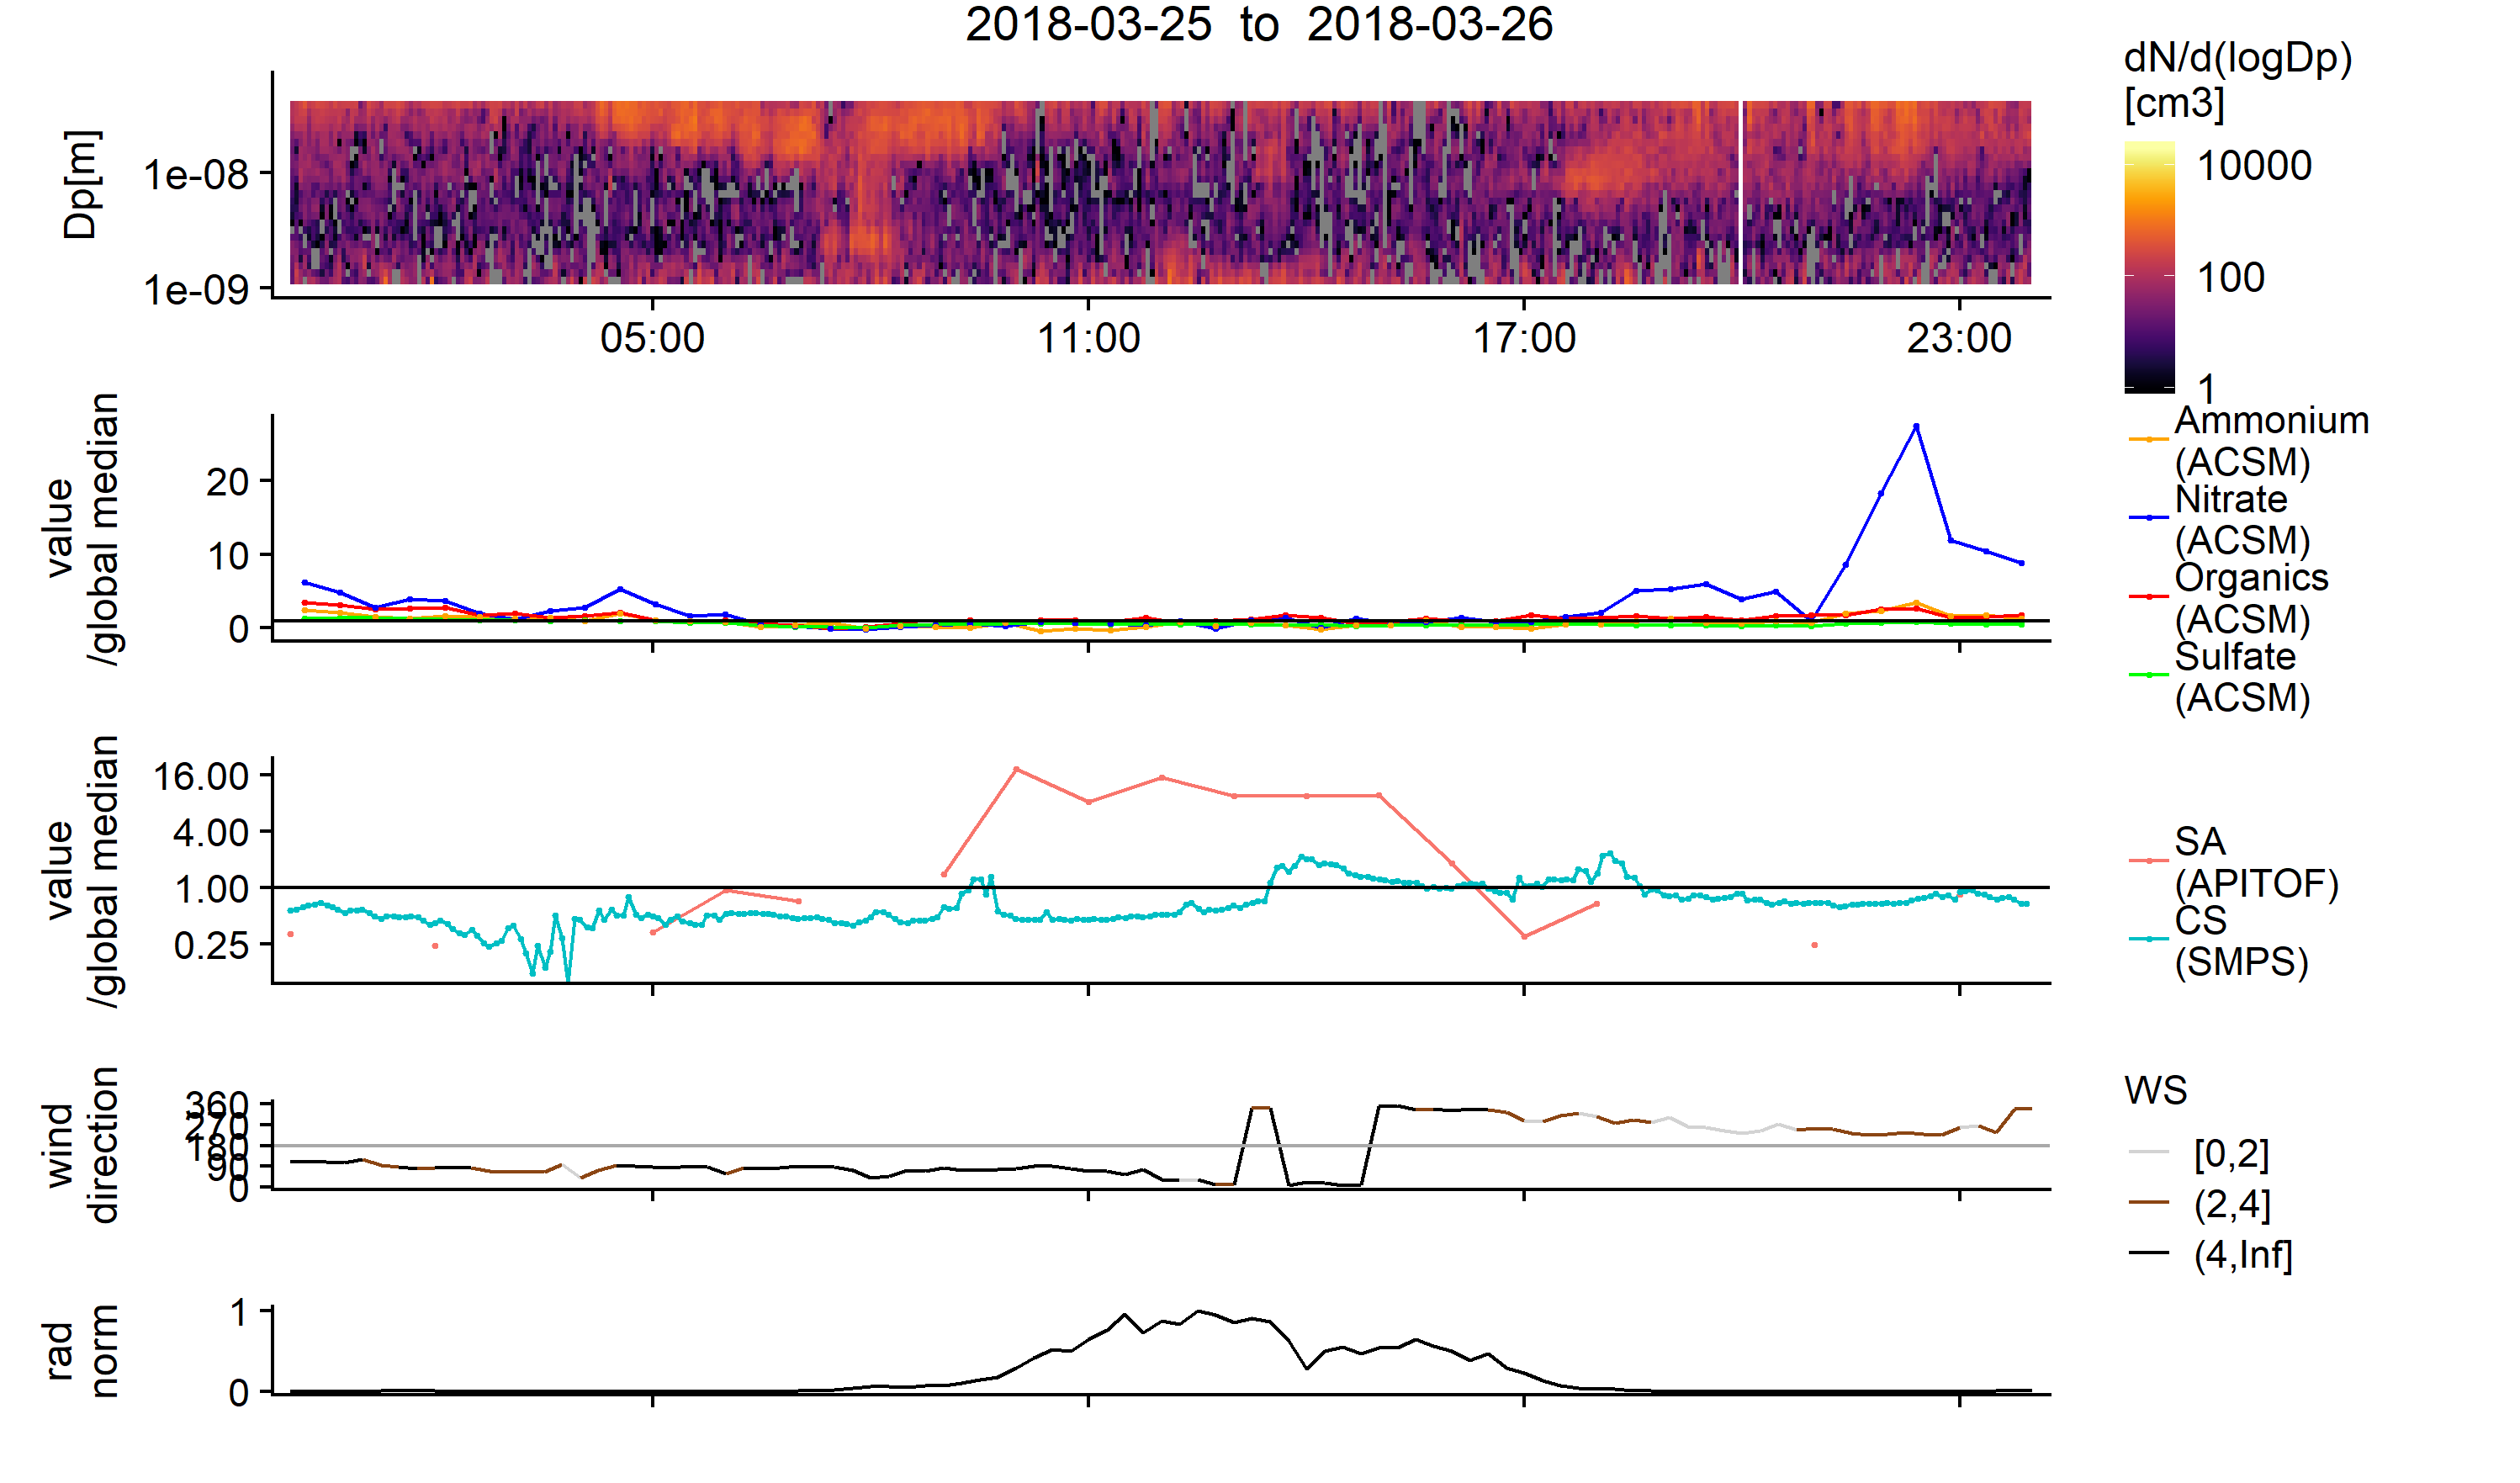 2018-03-25 to 2018-03-26
Dp[m]
1e-08
1e-09
05:00
11:00
17:00
23:00
dN/d(logDp)
[cm3]
10000
100
1
value
/global median
20
10
0
Ammonium
(ACSM)
Nitrate
(ACSM)
Organics
(ACSM)
Sulfate
(ACSM)
value
/global median
16.00
4.00
1.00
0.25
SA
(APITOF)
CS
(SMPS)
wind
direction
360
270
180
90
0
WS
[0,2]
(2,4]
(4,Inf]
rad
norm
1
0